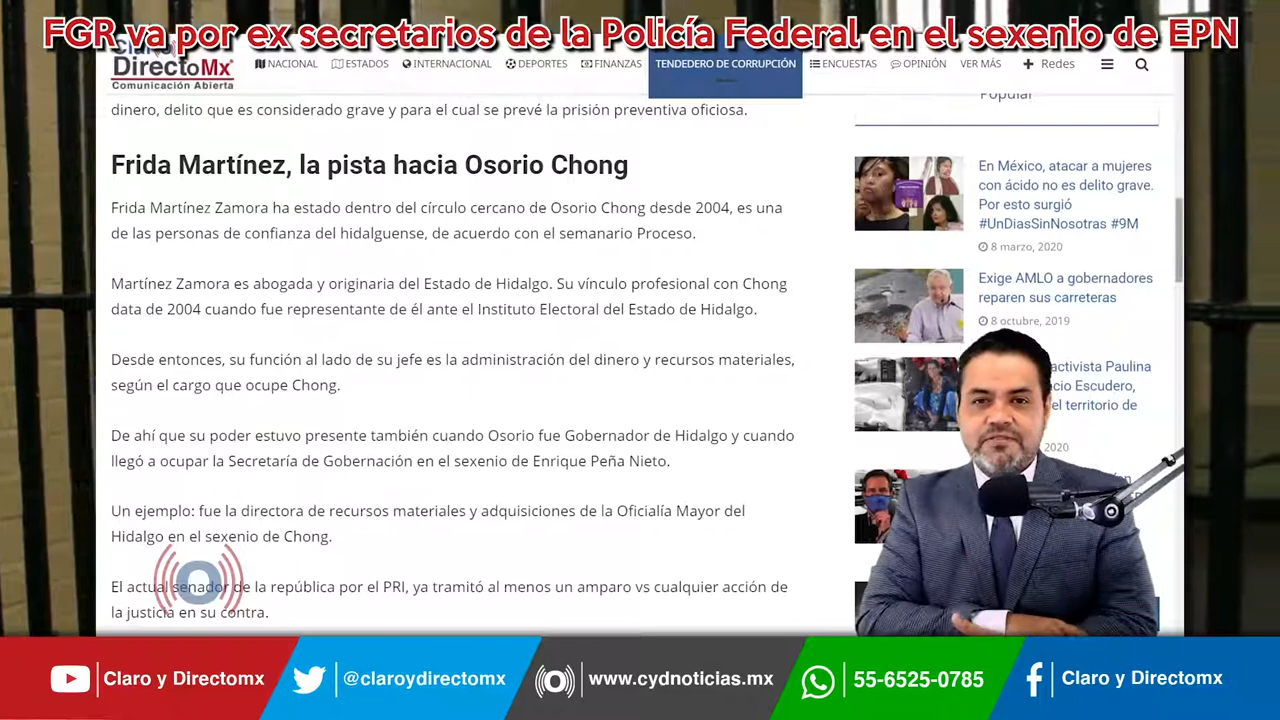 FGR va por ex secretarios de la Policía Federal en el sexenio de EPN
DirectoMx
Comunicación Abierta
NACIONAL ESTADOS INTERNACIONAL DEPORTES FINANZAS TENDEDERO DE CORRUPCIÓN ENCUESTAS OPINIÓN VER MÁS Redes
dinero, delito que es considerado grave y para el cual se prevé la prisión preventiva oficiosa.
Frida Martínez, la pista hacia Osorio Chong
Frida Martínez Zamora ha estado dentro del círculo cercano de Osorio Chong desde 2004, es una
de las personas de confianza del hidalguense, de acuerdo con el semanario Proceso.
Martínez Zamora es abogada y originaria del Estado de Hidalgo. Su vínculo profesional con Chong
data de 2004 cuando fue representante de él ante el Instituto Electoral del Estado de Hidalgo.
Desde entonces, su función al lado de su jefe es la administración del dinero y recursos materiales,
según el cargo que ocupe Chong.
De ahí que su poder estuvo presente también cuando Osorio fue Gobernador de Hidalgo y cuando
llegó a ocupar la Secretaría de Gobernación en el sexenio de Enrique Peña Nieto.
Un ejemplo: fue la directora de recursos materiales y adquisiciones de la Oficialía Mayor del
Hidalgo en el sexenio de Chong.
El actual senador de la república por el PRI, ya tramitó al menos un amparo vs cualquier acción de
la justicia en su contra.
Popular
En México, atacar a mujeres
con ácido no es delito grave.
Por esto surgió
#UnDiasSinNosotras #9M
8 marzo, 2020
Exige AMLO a gobernadores
reparen sus carreteras
8 octubre, 2019
activista Paulina
Escudero,
el territorio de
2020
Claro y DirectoMx
@claroydirectomx
www.cydnoticias.mx
55-6525-0785
Claro y Directomx